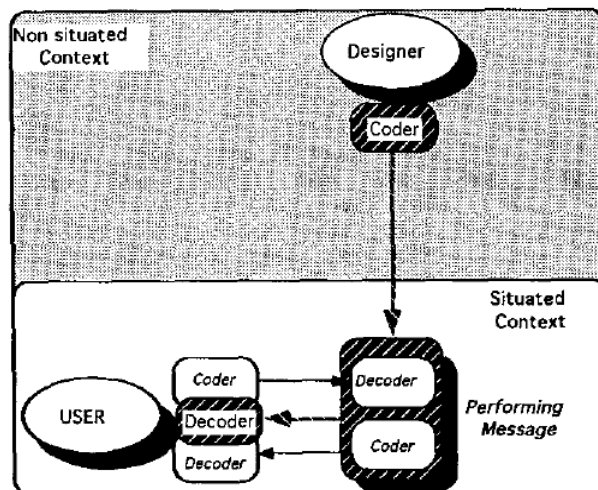 Non situated
Context
Designer
Coder
Situated
Context
Coder
Decoder
USER
Decoder
Performing
Message
Decoder
Coder